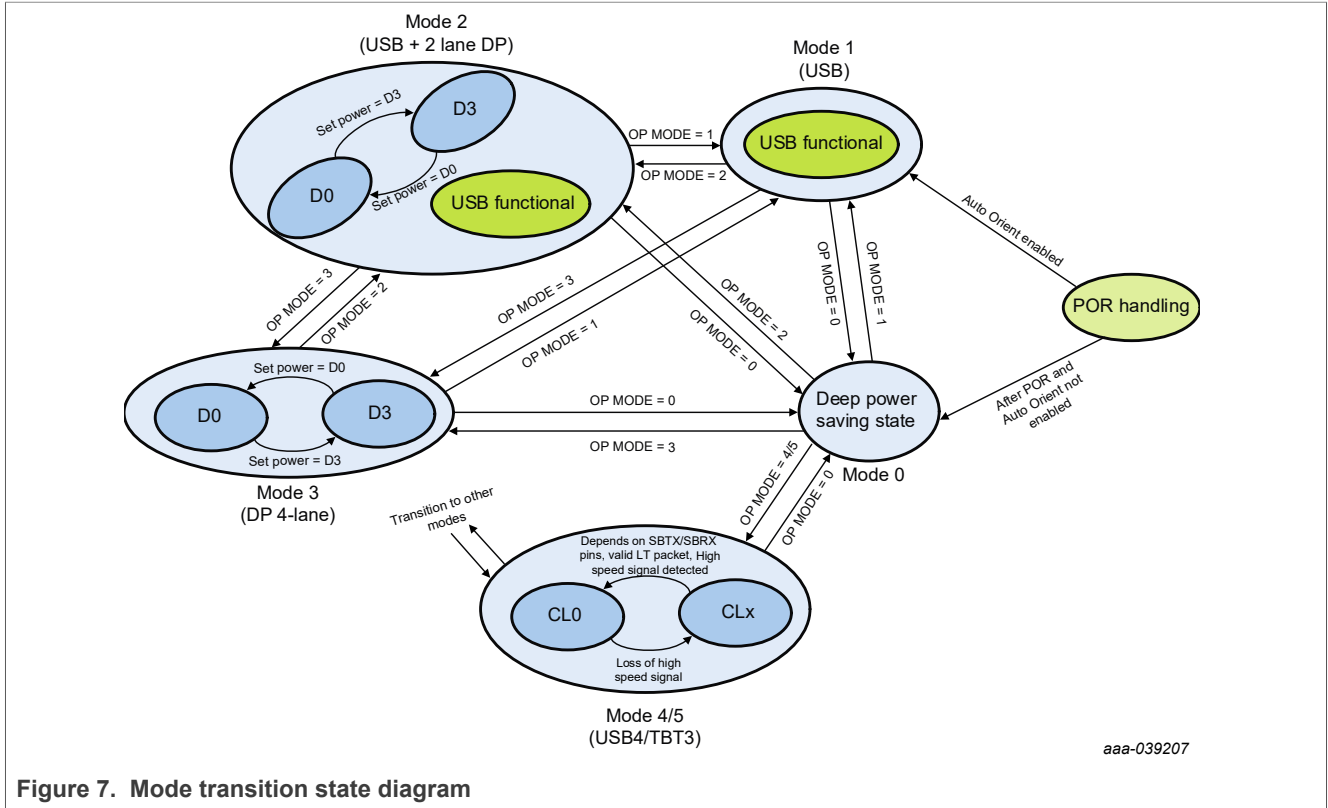 Mode 2
(USB + 2 lane DP)
Mode 1
(USB)
Set power = D3
D3
D0
Set power = D0
USB functional
OP MODE = 1
OP MODE = 2
USB functional
Auto Orient enabled
POR handling
After POR and
Auto Orient not
enabled
OP MODE = 0
OP MODE = 1
OP MODE = 3
OP MODE = 2
OP MODE = 3
OP MODE = 1
OP MODE = 2
OP MODE = 0
Set power = D0
D0
D3
Set power = D3
Mode 3
(DP 4-lane)
OP MODE = 0
OP MODE = 3
Deep power
saving state
Mode 0
OP MODE = 4/5
OP MODE = 0
Transition to other
modes
Depends on SBTX/SBRX
pins, valid LT packet, High
speed signal detected
CL0
CLx
Loss of high
speed signal
Mode 4/5
(USB4/TBT3)
aaa-039207
Figure 7. Mode transition state diagram